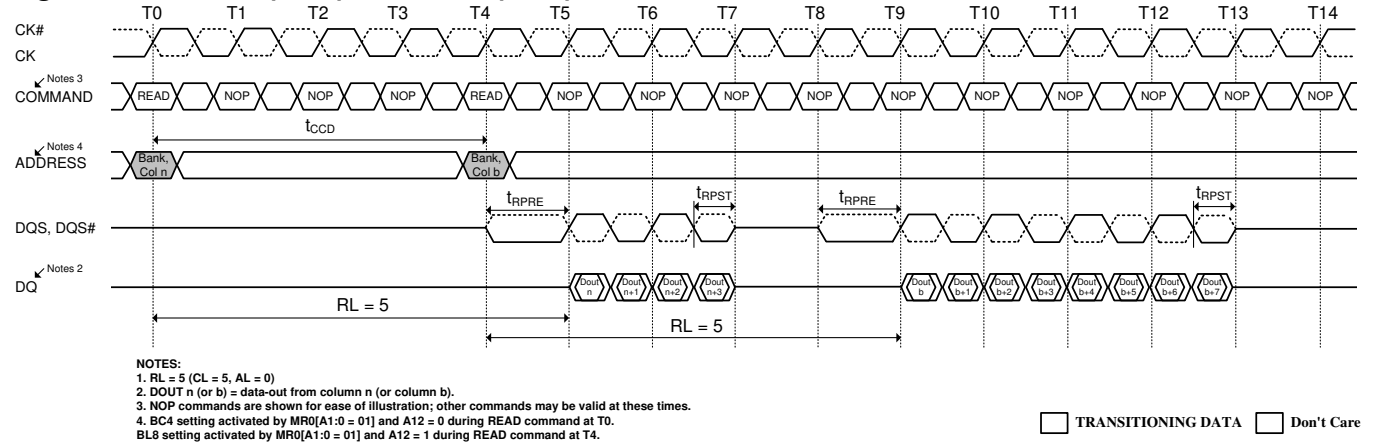 T0 T1 T2 T3 T4 T5 T6 T7 T8 T9 T10 T11 T12 T13 T14
CK#
CK
Notes 3
COMMAND READ NOP NOP NOP READ NOP NOP NOP NOP NOP NOP NOP NOP NOP NOP
tCCD
Notes 4
ADDRESS
Bank, Bank,
Col n Col b
tRPRE tRPST tRPRE tRPST
DQS, DQS#
Notes 2
DQ
Dout Dout Dout Dout Dout Dout Dout Dout Dout Dout Dout Dout
n n+1 n+2 n+3 b b+1 b+2 b+3 b+4 b+5 b+6 b+7
RL = 5
RL = 5
NOTES:
1. RL = 5 (CL = 5, AL = 0)
2. DOUT n (or b) = data-out from column n (or column b).
3. NOP commands are shown for ease of illustration; other commands may be valid at these times.
4. BC4 setting activated by MR0[A1:0 = 01] and A12 = 0 during READ command at T0.
BL8 setting activated by MR0[A1:0 = 01] and A12 = 1 during READ command at T4.
TRANSITIONING DATA Don't Care